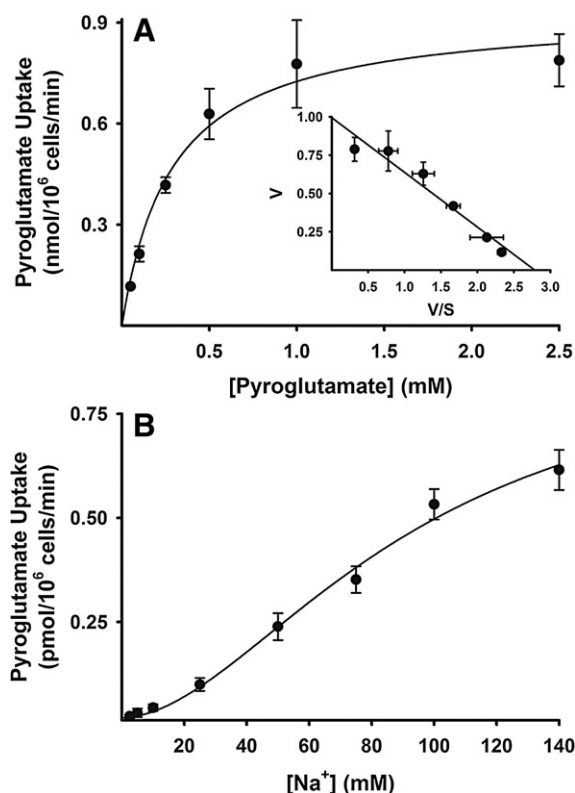 A
Pyroglutamate Uptake
(nmol/10⁶ cells/min)
0.9
0.6
0.3
0.5
1.0
1.5
2.0
2.5
[Pyroglutamate] (mM)
V
1.00
0.75
0.50
0.25
0.5
1.0
1.5
2.0
2.5
3.0
V/S
B
Pyroglutamate Uptake
(pmol/10⁶ cells/min)
0.75
0.50
0.25
20
40
60
80
100
120
140
[Na⁺] (mM)